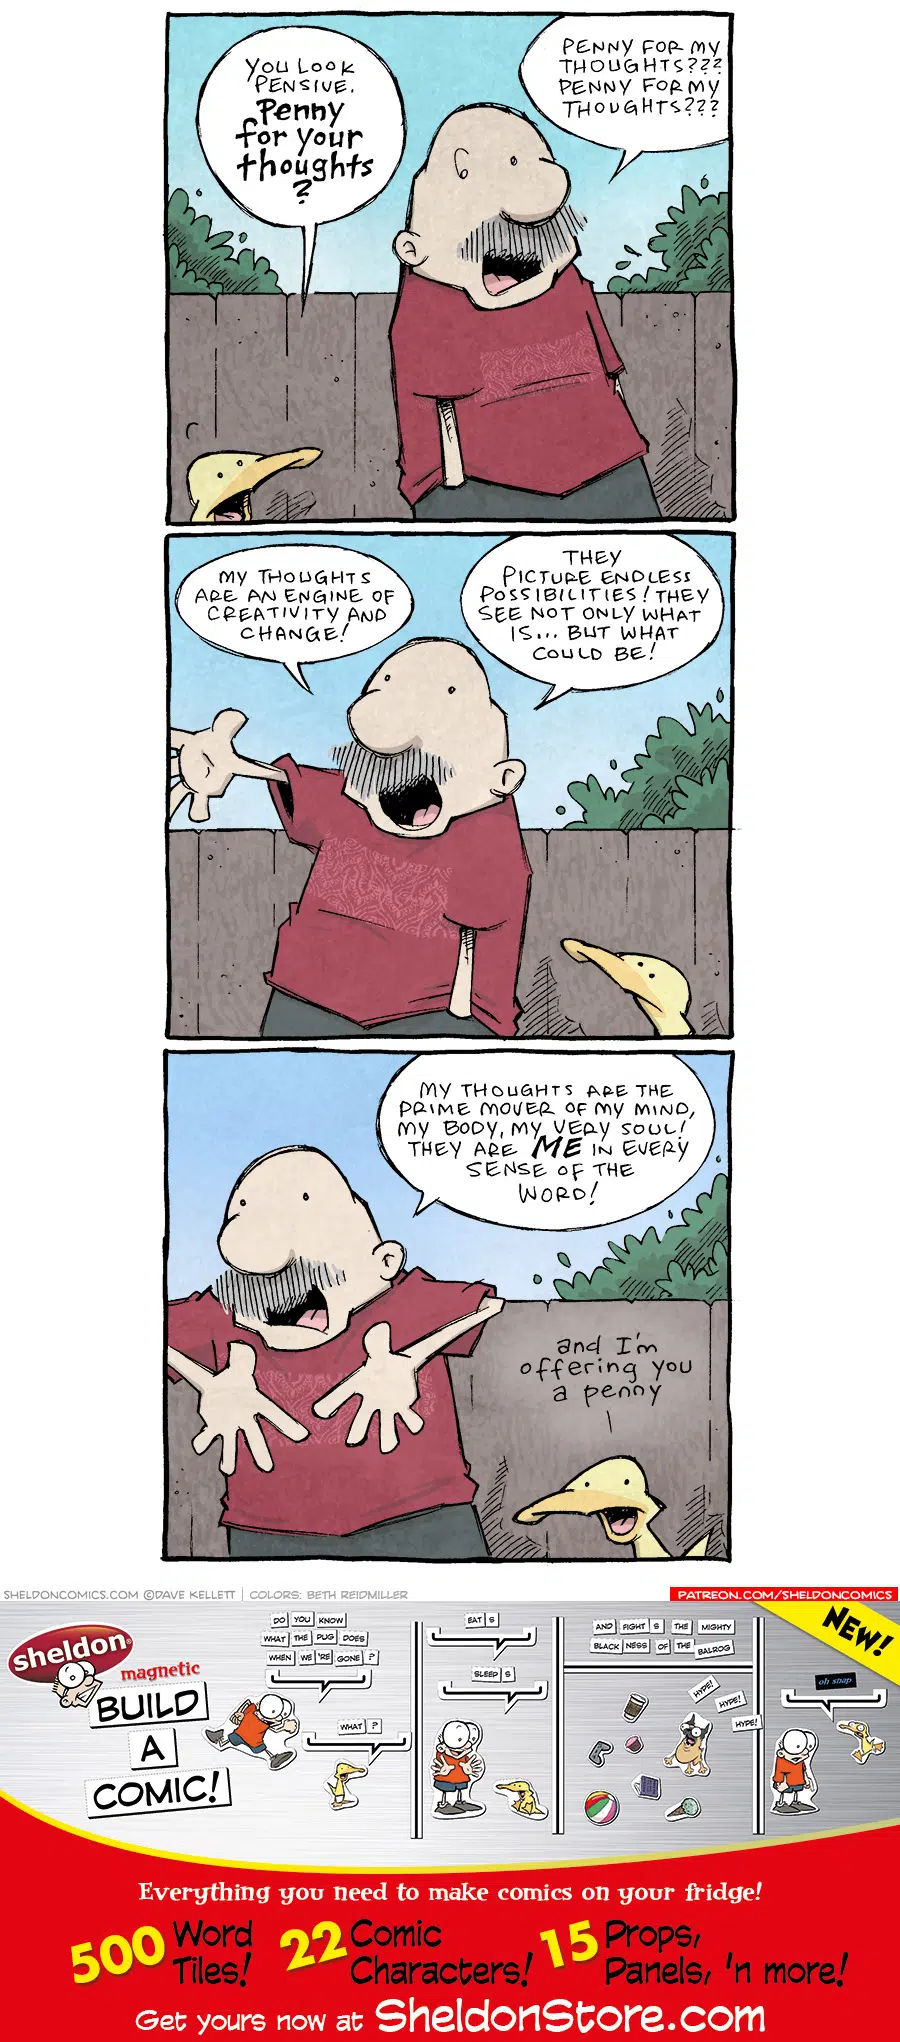 YOU LOOK
PENSIVE.
Penny
for your
thoughts
?
PENNY FOR MY
THOUGHTS???
PENNY FOR MY
THOUGHTS???
MY THOUGHTS
ARE AN ENGINE OF
CREATIVITY AND
CHANGE!
THEY
PICTURE ENDLESS
POSSIBILITIES! THEY
SEE NOT ONLY WHAT
IS... BUT WHAT
COULD BE!
MY THOUGHTS ARE THE
PRIME MOVER OF MY MIND,
MY BODY, MY VERY SOUL!
THEY ARE ME IN EVERY
SENSE OF THE
WORD!
and I'm
offering you
a penny
SHELDONCOMICS.COM ©DAVE KELLETT | COLORS: BETH REIDMILLER
PATREON.COM/SHELDONCOMICS
sheldon®
magnetic
BUILD
A
COMIC!
DO YOU KNOW
WHAT THE PUG DOES
WHEN WE 'RE GONE ?
WHAT ?
EAT S
SLEEP S
AND FIGHT S THE MIGHTY
BLACK NESS OF THE BALROG
HYPE!
HYPE!
HYPE!
oh snap
NEW!
Everything you need to make comics on your fridge!
500 Word Tiles!
22 Comic Characters!
15 Props, Panels, 'n more!
Get yours now at SheldonStore.com